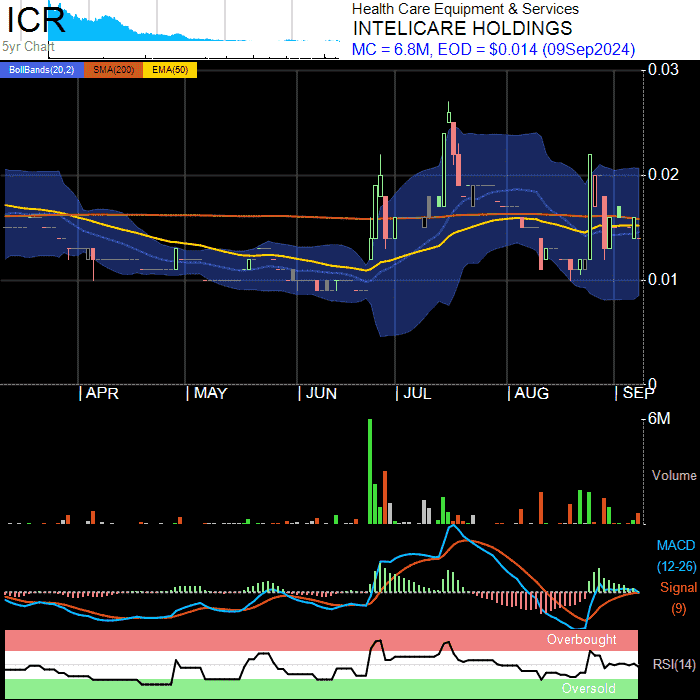 ICR
5yr Chart
Health Care Equipment & Services
INTELICARE HOLDINGS
MC = 6.8M, EOD = $0.014 (09Sep2024)
BollBands(20,2) SMA(200) EMA(50)
0.03
0.02
0.01
0
APR MAY JUN JUL AUG SEP
6M
Volume
MACD
(12-26)
Signal
(9)
Overbought
RSI(14)
Oversold